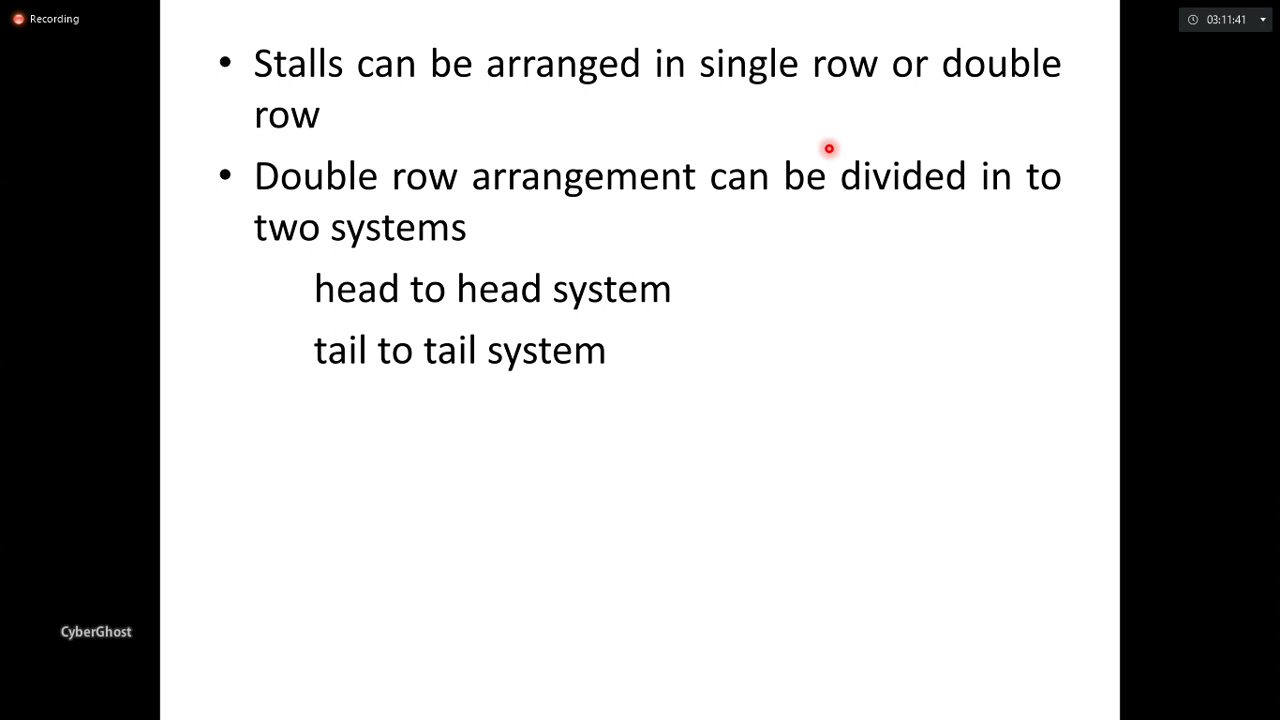 Recording
03:11:41
• Stalls can be arranged in single row or double
row
• Double row arrangement can be divided in to
two systems
head to head system
tail to tail system
CyberGhost